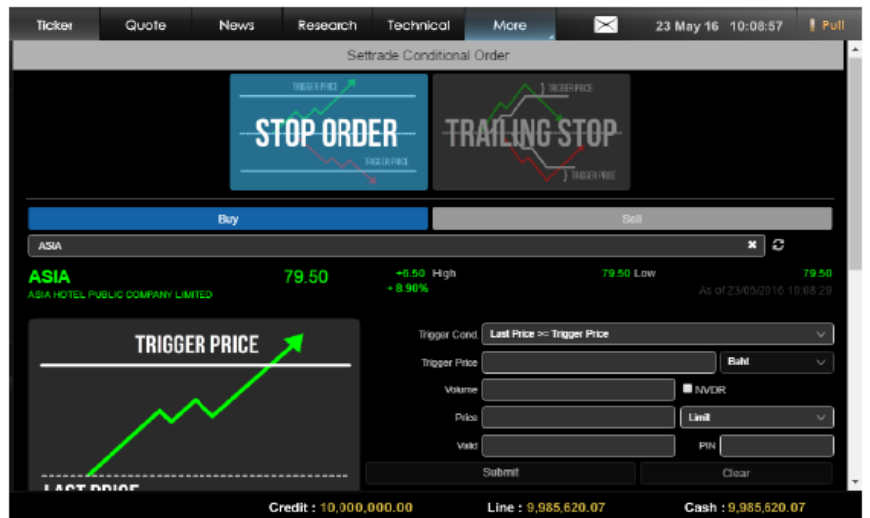 Ticker Quote News Research Technical More 23 May 16 10:08:57 Pull
Settrade Conditional Order
TRIGGER PRICE
STOP ORDER
TRIGGER PRICE
TRIGGER PRICE
TRAILING STOP
TRIGGER PRICE
Buy Sell
ASIA
ASIA 79.50 +6.50 High 79.50 Low 79.50
ASIA HOTEL PUBLIC COMPANY LIMITED + 8.90% As of 23/05/2016 10:08:29
TRIGGER PRICE
LAST PRICE
Trigger Cond. Last Price >= Trigger Price
Trigger Price Baht
Volume NVDR
Price Limit
Valid PIN
Submit Clear
Credit : 10,000,000.00 Line : 9,985,620.07 Cash : 9,985,620.07